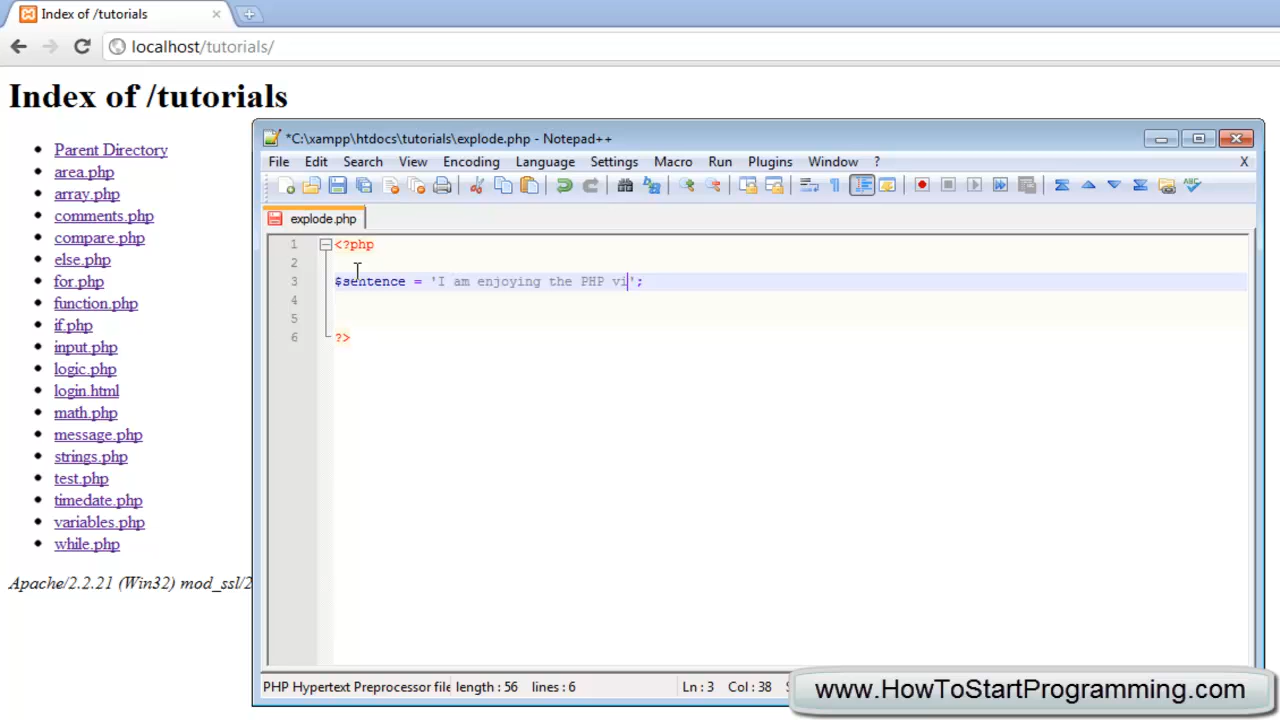 Index of /tutorials
localhost/tutorials/
Index of /tutorials
Parent Directory
area.php
array.php
comments.php
compare.php
else.php
for.php
function.php
if.php
input.php
logic.php
login.html
math.php
message.php
strings.php
test.php
timedate.php
variables.php
while.php
Apache/2.2.21 (Win32) mod_ssl/2
*C:\xampp\htdocs\tutorials\explode.php - Notepad++
File Edit Search View Encoding Language Settings Macro Run Plugins Window ? X
explode.php
1 <?php
2
3 $sentence = 'I am enjoying the PHP vi';
4
5
6 ?>
PHP Hypertext Preprocessor file length : 56 lines : 6 Ln : 3 Col : 38
www.HowToStartProgramming.com